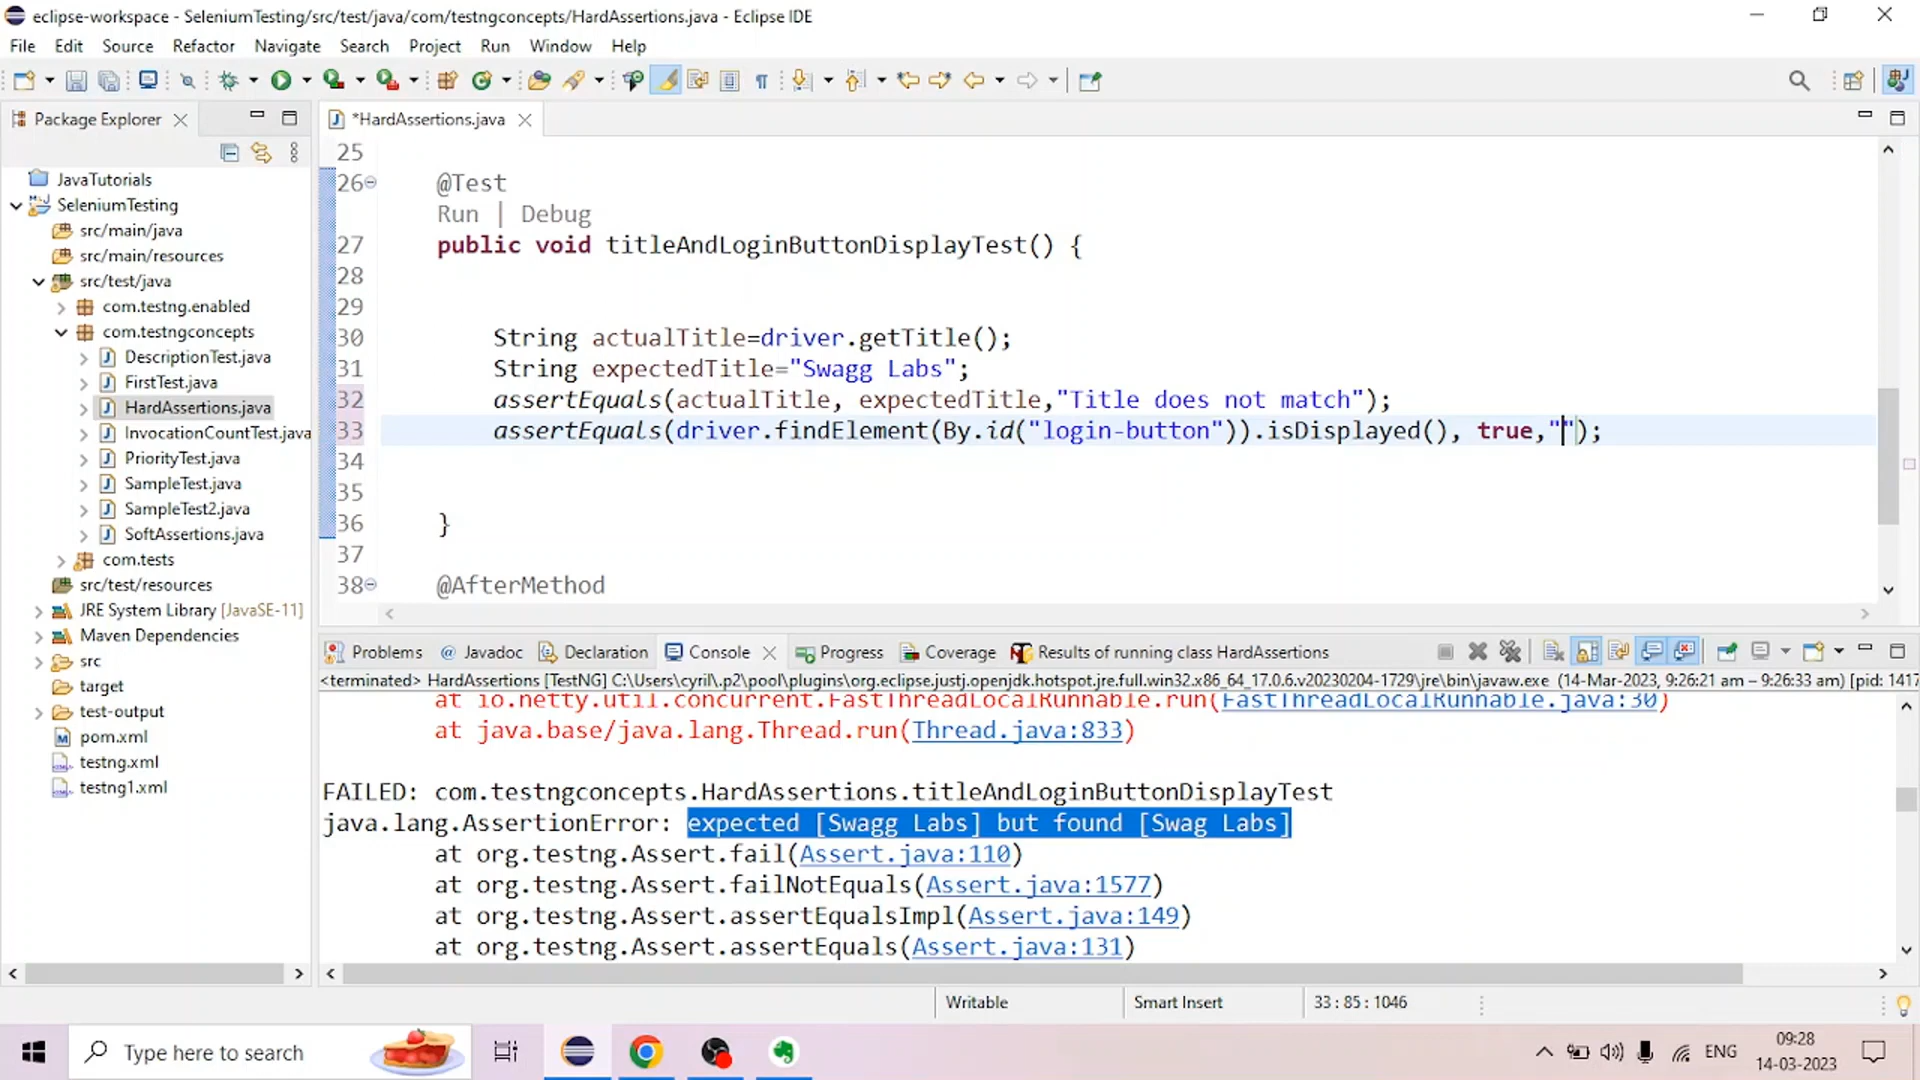 eclipse-workspace - SeleniumTesting/src/test/java/com/testngconcepts/HardAssertions.java - Eclipse IDE
File Edit Source Refactor Navigate Search Project Run Window Help
Package Explorer
*HardAssertions.java
JavaTutorials
SeleniumTesting
src/main/java
src/main/resources
src/test/java
com.testng.enabled
com.testngconcepts
DescriptionTest.java
FirstTest.java
HardAssertions.java
InvocationCountTest.java
PriorityTest.java
SampleTest.java
SampleTest2.java
SoftAssertions.java
com.tests
src/test/resources
JRE System Library [JavaSE-11]
Maven Dependencies
src
target
test-output
pom.xml
testng.xml
testng1.xml
25
26 @Test
Run | Debug
27 public void titleAndLoginButtonDisplayTest() {
28
29
30 String actualTitle=driver.getTitle();
31 String expectedTitle="Swagg Labs";
32 assertEquals(actualTitle, expectedTitle,"Title does not match");
33 assertEquals(driver.findElement(By.id("login-button")).isDisplayed(), true,"");
34
35
36 }
37
38 @AfterMethod
Problems Javadoc Declaration Console Progress Coverage Results of running class HardAssertions
<terminated> HardAssertions [TestNG] C:\Users\cyril\.p2\pool\plugins\org.eclipse.justj.openjdk.hotspot.jre.full.win32.x86_64_17.0.6.v20230204-1729\jre\bin\javaw.exe (14-Mar-2023, 9:26:21 am – 9:26:33 am) [pid: 1417
at io.netty.util.concurrent.FastThreadLocalRunnable.run(FastThreadLocalRunnable.java:30)
at java.base/java.lang.Thread.run(Thread.java:833)
FAILED: com.testngconcepts.HardAssertions.titleAndLoginButtonDisplayTest
java.lang.AssertionError: expected [Swagg Labs] but found [Swag Labs]
at org.testng.Assert.fail(Assert.java:110)
at org.testng.Assert.failNotEquals(Assert.java:1577)
at org.testng.Assert.assertEqualsImpl(Assert.java:149)
at org.testng.Assert.assertEquals(Assert.java:131)
Writable Smart Insert 33 : 85 : 1046
Type here to search
ENG
09:28
14-03-2023